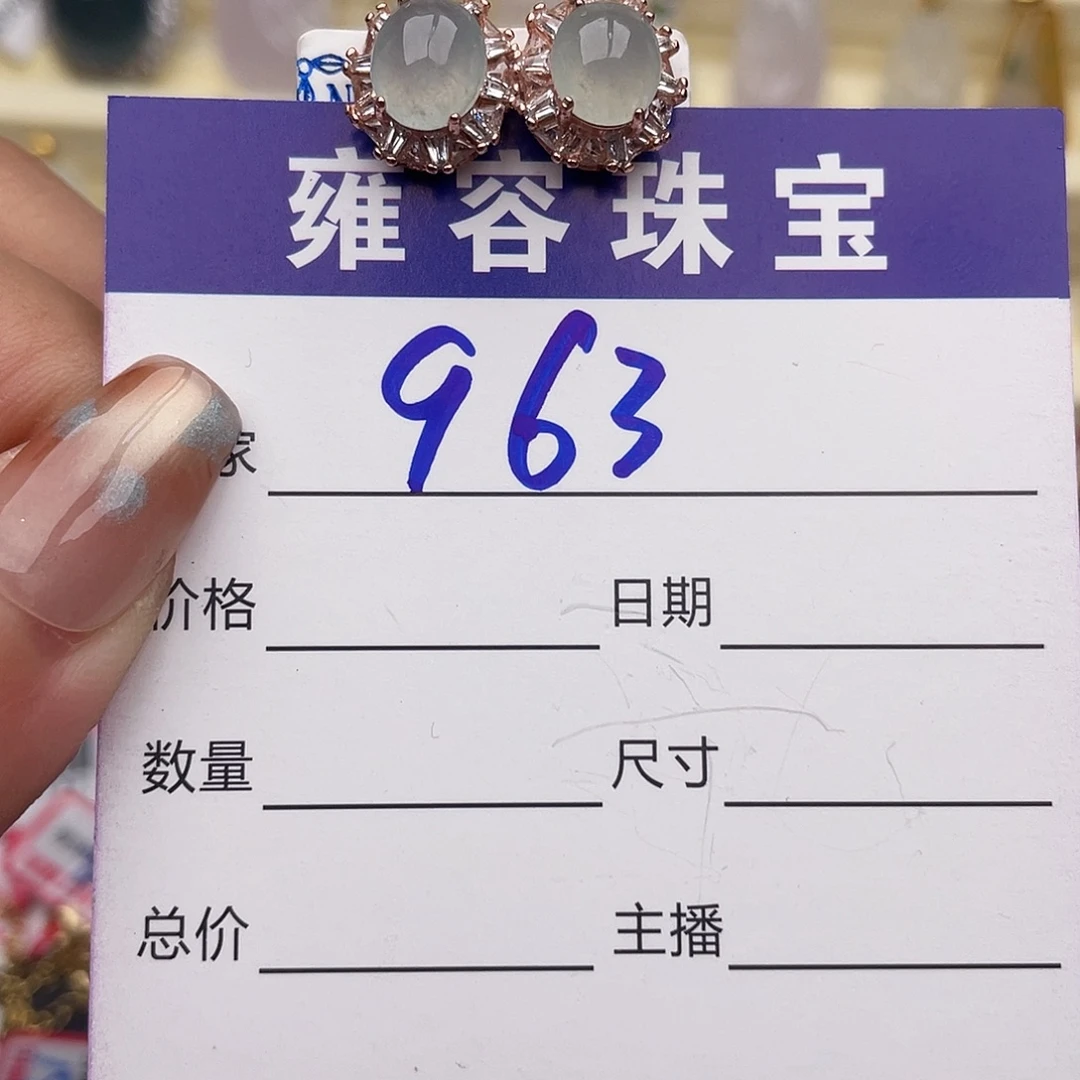 雍容珠宝
963
家
价格 日期
数量 尺寸
总价 主播